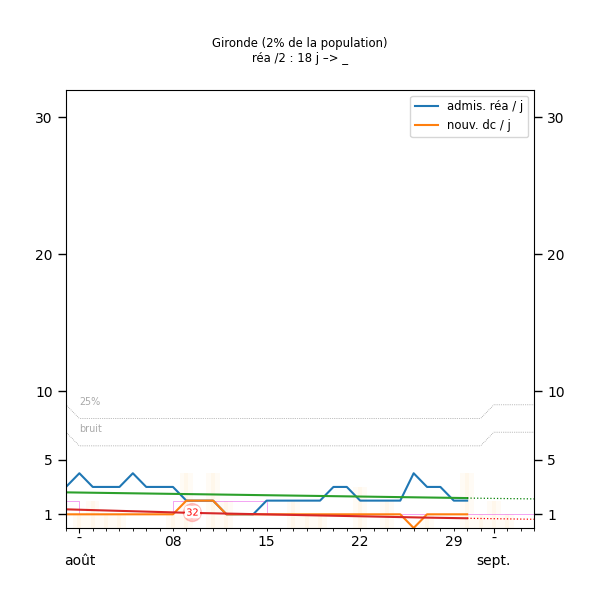 Gironde (2% de la population)
réa /2 : 18 j –> _
admis. réa / j
nouv. dc / j
30 30
20 20
10 10
25%
bruit
5 5
32
1 1
- 08 15 22 29 -
août sept.